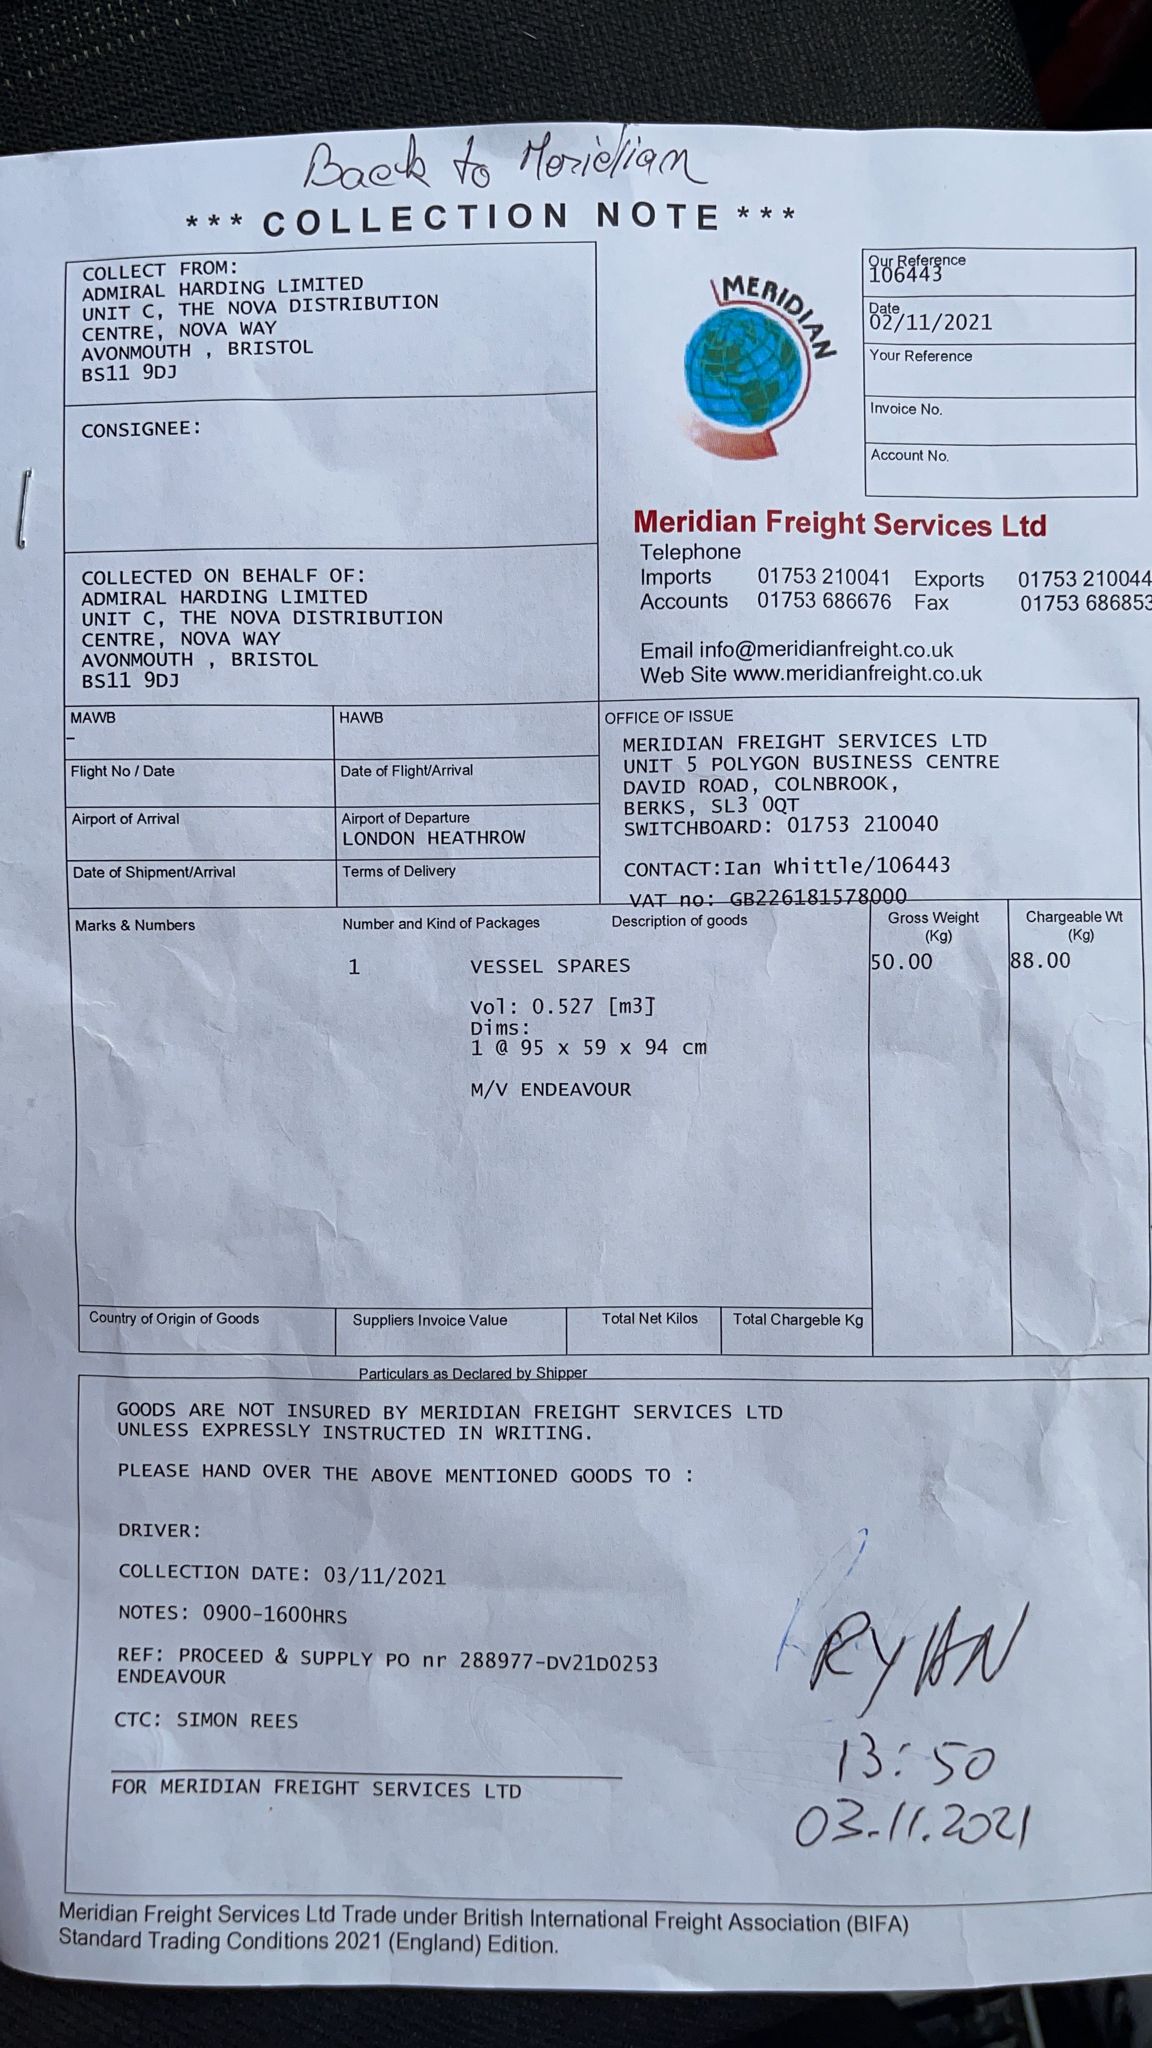 Back to Meridian
*** COLLECTION NOTE ***
COLLECT FROM:
ADMIRAL HARDING LIMITED
UNIT C, THE NOVA DISTRIBUTION
CENTRE, NOVA WAY
AVONMOUTH , BRISTOL
BS11 9DJ
CONSIGNEE:
COLLECTED ON BEHALF OF:
ADMIRAL HARDING LIMITED
UNIT C, THE NOVA DISTRIBUTION
CENTRE, NOVA WAY
AVONMOUTH , BRISTOL
BS11 9DJ
MERIDIAN
Our Reference
106443
Date
02/11/2021
Your Reference
Invoice No.
Account No.
Meridian Freight Services Ltd
Telephone
Imports 01753 210041 Exports 01753 210044
Accounts 01753 686676 Fax 01753 686853
Email info@meridianfreight.co.uk
Web Site www.meridianfreight.co.uk
MAWB
–
HAWB
Flight No / Date
Date of Flight/Arrival
Airport of Arrival
Airport of Departure
LONDON HEATHROW
Date of Shipment/Arrival
Terms of Delivery
OFFICE OF ISSUE
MERIDIAN FREIGHT SERVICES LTD
UNIT 5 POLYGON BUSINESS CENTRE
DAVID ROAD, COLNBROOK,
BERKS, SL3 0QT
SWITCHBOARD: 01753 210040
CONTACT:Ian Whittle/106443
VAT no: GB226181578000
Marks & Numbers
Number and Kind of Packages
Description of goods
Gross Weight
(Kg)
Chargeable Wt
(Kg)
1 VESSEL SPARES 50.00 88.00
Vol: 0.527 [m3]
Dims:
1 @ 95 x 59 x 94 cm
M/V ENDEAVOUR
Country of Origin of Goods
Suppliers Invoice Value
Total Net Kilos
Total Chargeble Kg
Particulars as Declared by Shipper
GOODS ARE NOT INSURED BY MERIDIAN FREIGHT SERVICES LTD
UNLESS EXPRESSLY INSTRUCTED IN WRITING.
PLEASE HAND OVER THE ABOVE MENTIONED GOODS TO :
DRIVER:
COLLECTION DATE: 03/11/2021
NOTES: 0900-1600HRS
REF: PROCEED & SUPPLY PO nr 288977-DV21D0253
ENDEAVOUR
CTC: SIMON REES
FOR MERIDIAN FREIGHT SERVICES LTD
RYAN
13:50
03.11.2021
Meridian Freight Services Ltd Trade under British International Freight Association (BIFA)
Standard Trading Conditions 2021 (England) Edition.